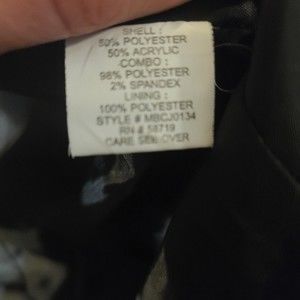 SHELL :
50% POLYESTER
50% ACRYLIC
COMBO :
98% POLYESTER
2% SPANDEX
LINING :
100% POLYESTER
STYLE # MBCJ0134
RN # 58719
CARE SEE OVER